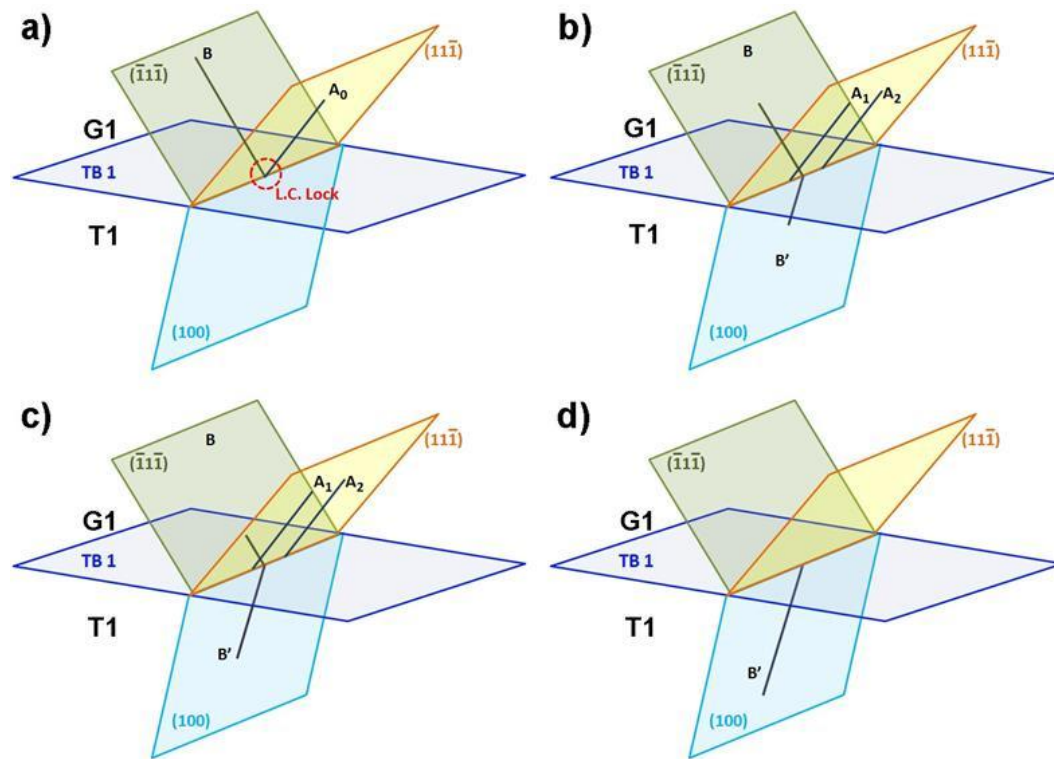 a)
B
(1̅11̅)
A0
(111̅)
G1
TB 1
L.C. Lock
T1
(100)
b)
B
(1̅11̅)
A1 A2
(111̅)
G1
TB 1
T1
B’
(100)
c)
B
(1̅11̅)
A1 A2
(111̅)
G1
TB 1
T1
B’
(100)
d)
(1̅11̅)
(111̅)
G1
TB 1
T1
B’
(100)